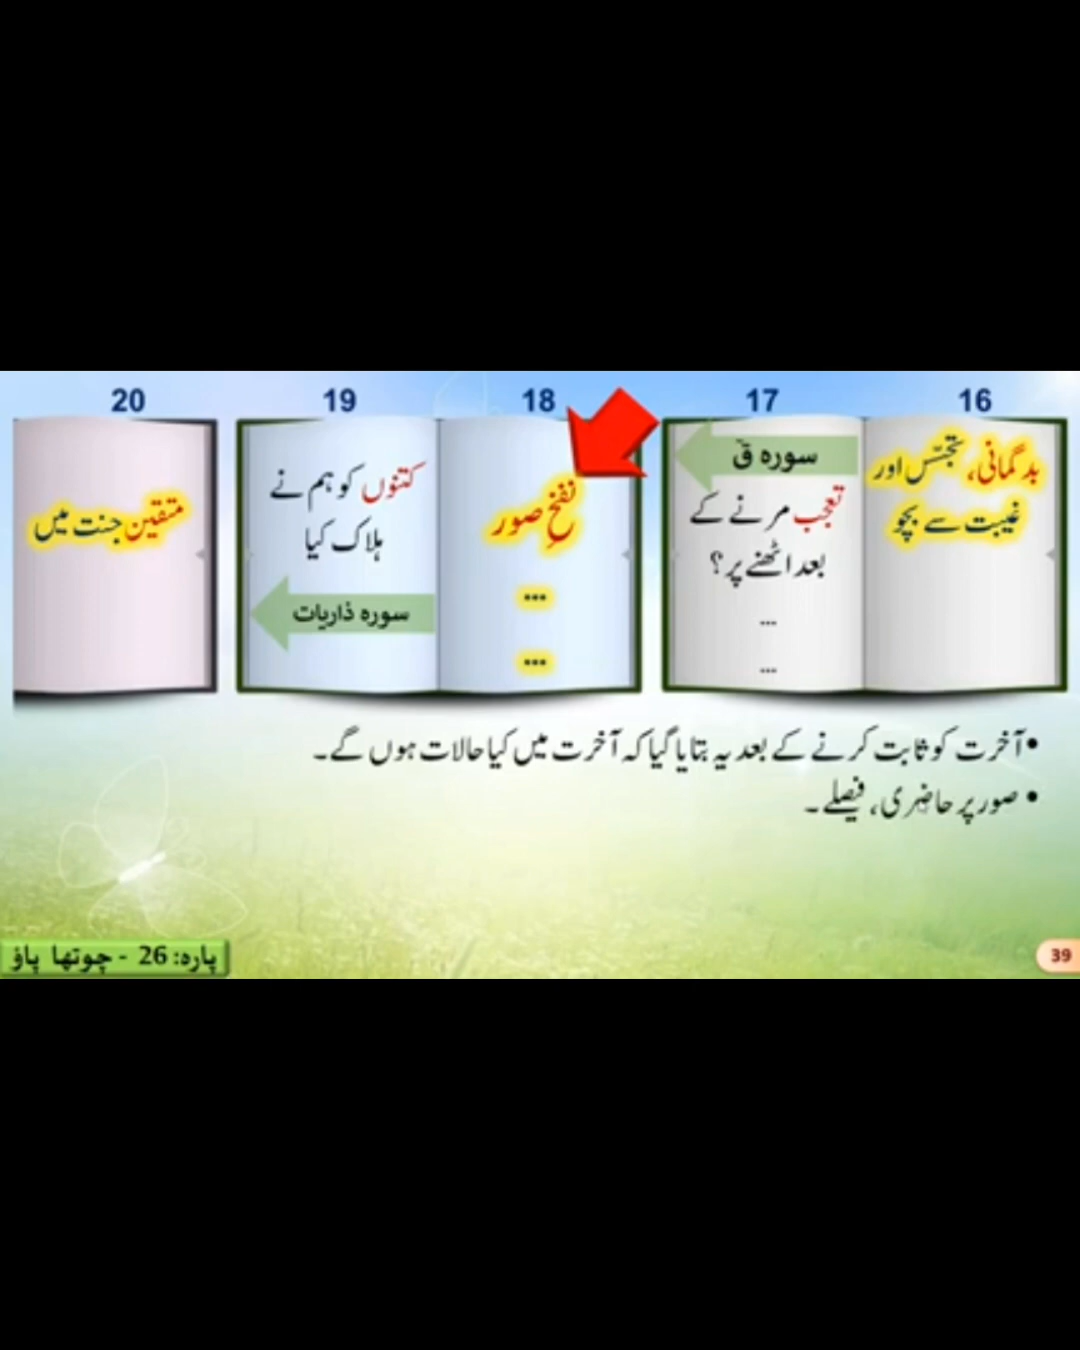 16
17
18
19
20
بدگمانی، تجسّس اور
غیبت سے بچو
سورہ قٓ
تعجب مرنے کے
بعد اٹھنے پر؟
...
...
نفخِ صور
...
...
کتنوں کو ہم نے
ہلاک کیا
سورہ ذاریات
متقین جنت میں
•آخرت کو ثابت کرنے کے بعد یہ بتایا گیا کہ آخرت میں کیا حالات ہوں گے۔
• صور پر حاضری، فیصلے۔
پارہ: 26 - چوتھا پاؤ
39